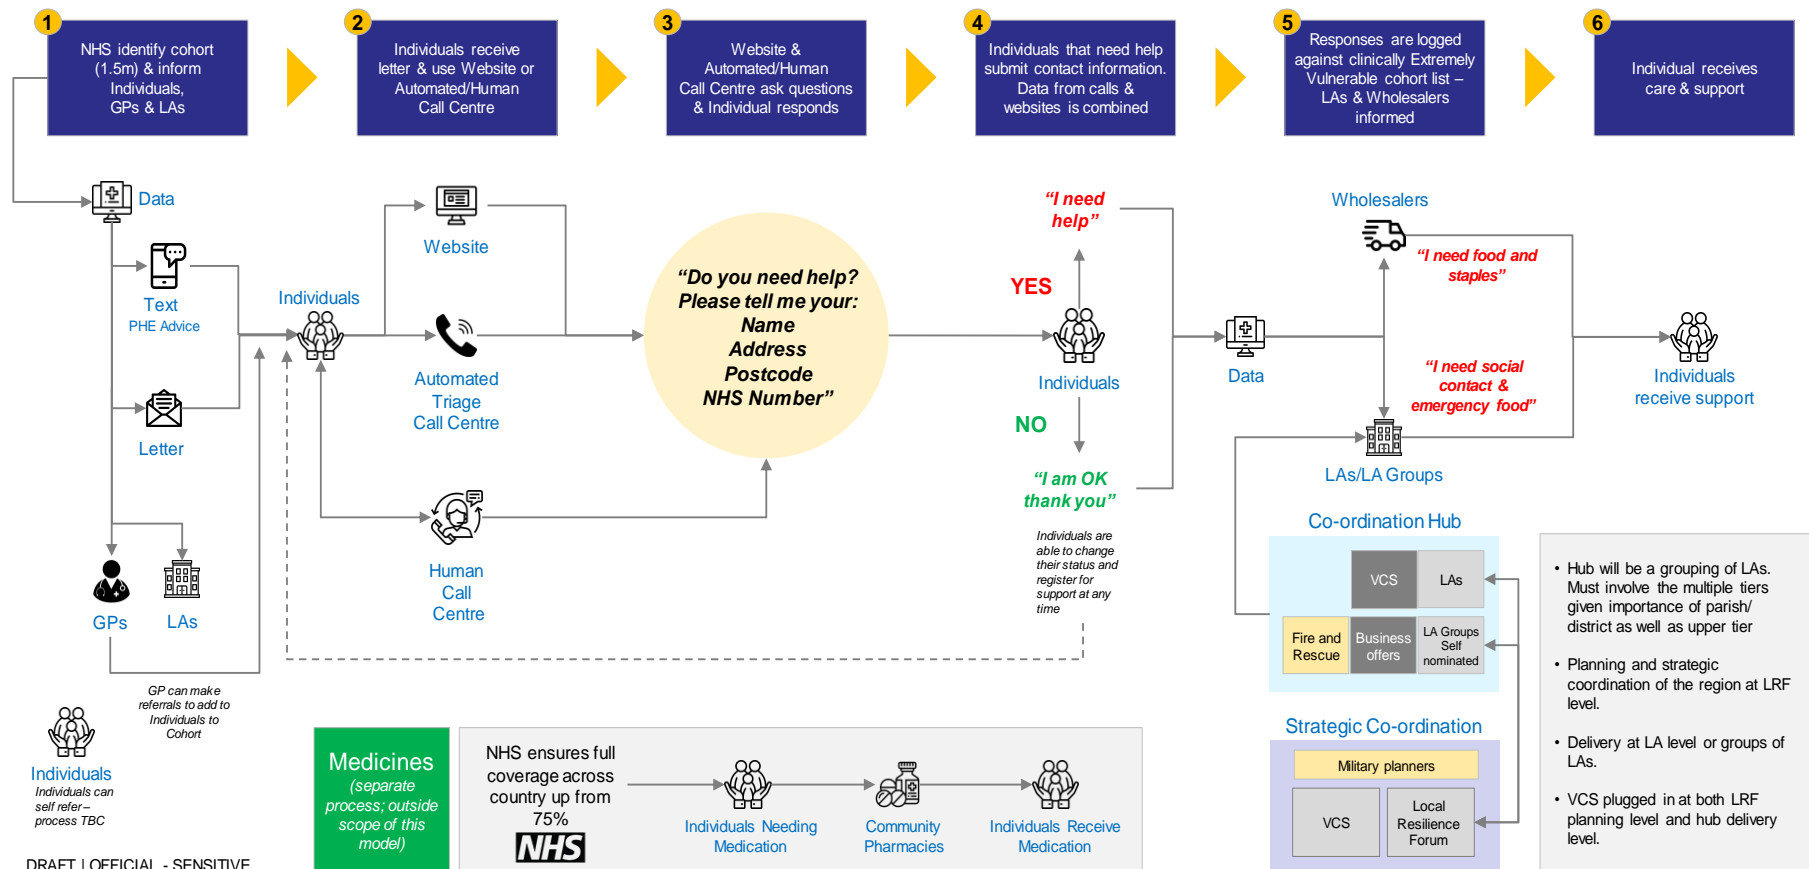 1
NHS identify cohort
(1.5m) & inform
Individuals,
GPs & LAs
2
Individuals receive
letter & use Website or
Automated/Human
Call Centre
3
Website &
Automated/Human
Call Centre ask questions
& Individual responds
4
Individuals that need help
submit contact information.
Data from calls &
websites is combined
5
Responses are logged
against clinically Extremely
Vulnerable cohort list –
LAs & Wholesalers
informed
6
Individual receives
care & support
Data
Text
PHE Advice
Letter
GPs
LAs
GP can make
referrals to add to
Individuals to
Cohort
Individuals
Individuals can
self refer –
process TBC
DRAFT | OFFICIAL - SENSITIVE
Individuals
Website
Automated
Triage
Call Centre
Human
Call
Centre
“Do you need help?
Please tell me your:
Name
Address
Postcode
NHS Number”
“I need
help”
YES
Individuals
NO
“I am OK
thank you”
Individuals are
able to change
their status and
register for
support at any
time
Data
Wholesalers
“I need food and
staples”
“I need social
contact &
emergency food”
LAs/LA Groups
Individuals
receive support
Co-ordination Hub
VCS
LAs
Fire and
Rescue
Business
offers
LA Groups
Self
nominated
Strategic Co-ordination
Military planners
VCS
Local
Resilience
Forum
• Hub will be a grouping of LAs.
Must involve the multiple tiers
given importance of parish/
district as well as upper tier
• Planning and strategic
coordination of the region at LRF
level.
• Delivery at LA level or groups of
LAs.
• VCS plugged in at both LRF
planning level and hub delivery
level.
Medicines
(separate
process; outside
scope of this
model)
NHS ensures full
coverage across
country up from
75%
NHS
Individuals Needing
Medication
Community
Pharmacies
Individuals Receive
Medication